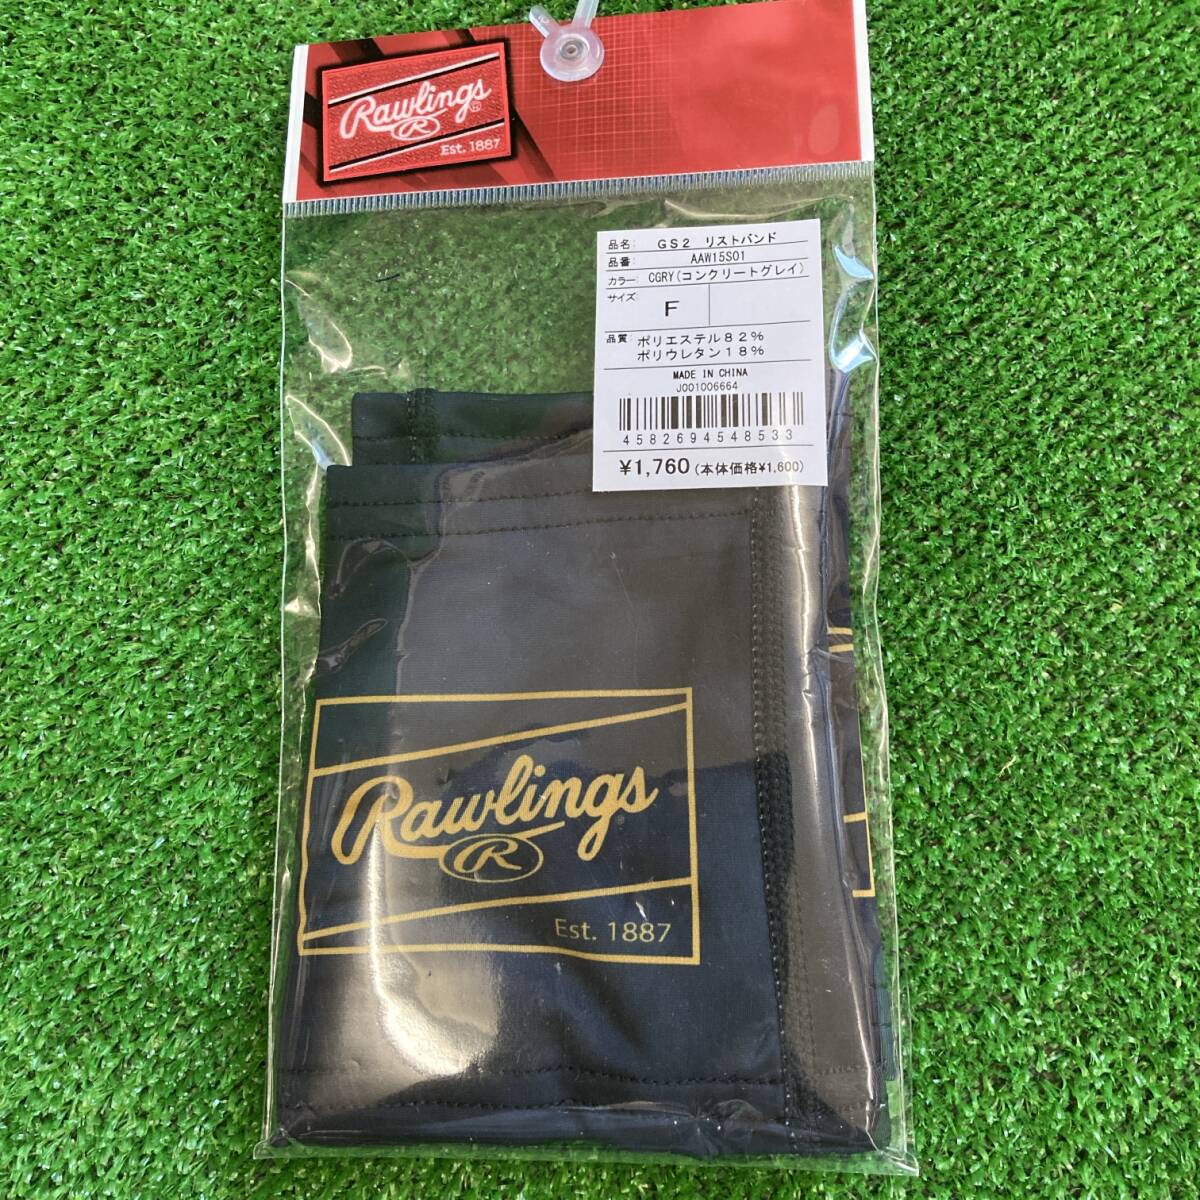 Rawlings®
R
Est. 1887
品名: GS2 リストバンド
品番: AAW15S01
カラー: CGRY(コンクリートグレイ)
サイズ: F
品質: ポリエステル82%
ポリウレタン18%
MADE IN CHINA
J001006664
4582694548533
¥1,760(本体価格¥1,600)
Rawlings®
R
Est. 1887